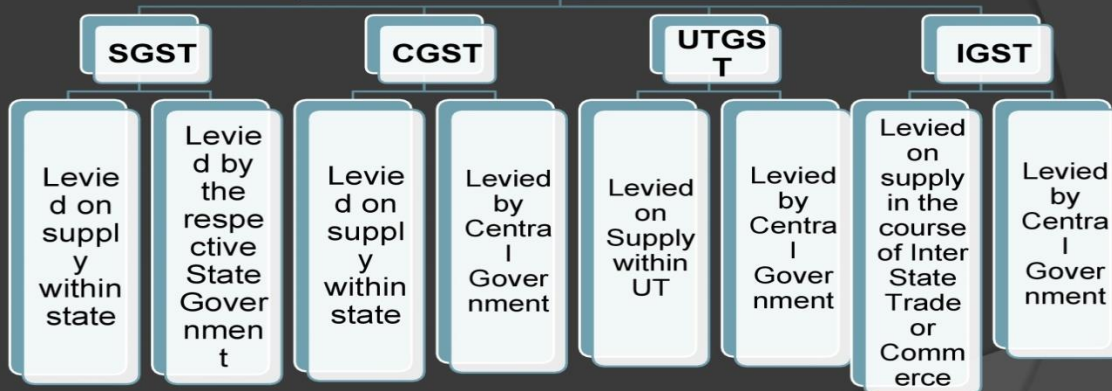 SGST
CGST
UTGS
T
IGST
Levie
d on
suppl
y
within
state
Levie
d by
the
respe
ctive
State
Gover
nmen
t
Levie
d on
suppl
y
within
state
Levied
by
Centra
l
Gover
nment
Levied
on
Supply
within
UT
Levied
by
Centra
l
Gover
nment
Levied
on
supply
in the
course
of Inter
State
Trade
or
Comm
erce
Levied
by
Centra
l
Gover
nment